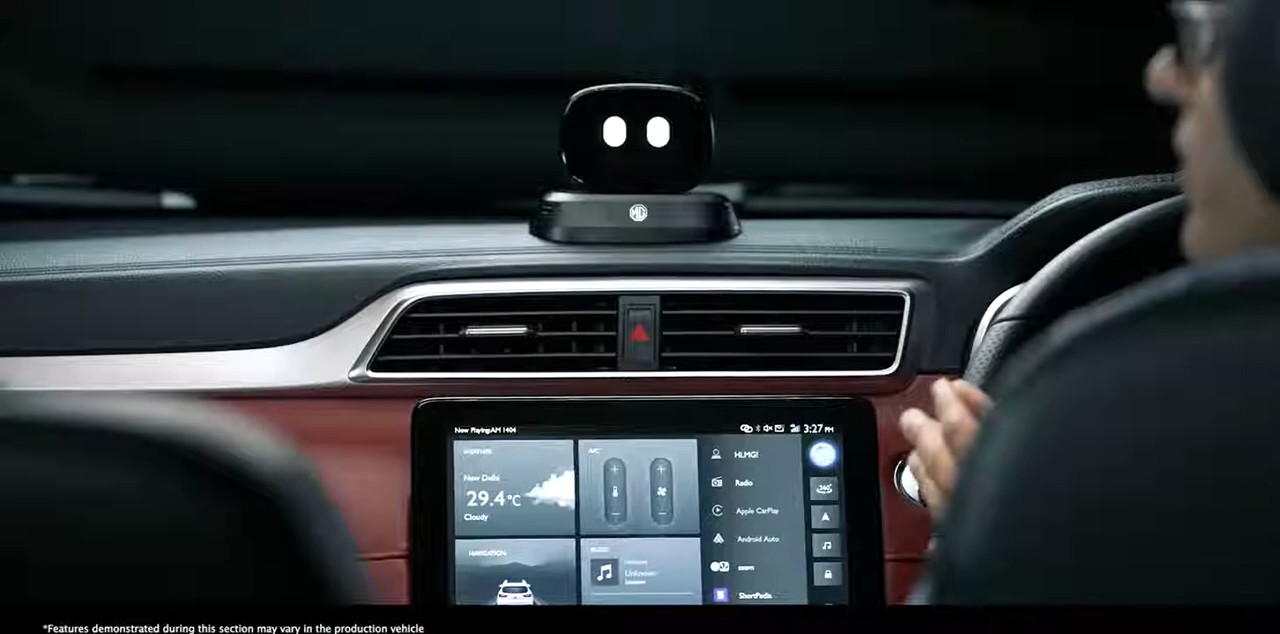 MG
Now Playing:AM 1404
3:27 PM
WEATHER
New Delhi
29.4°C
Cloudy
A/C
Hi,MG!
Radio
Apple CarPlay
Android Auto
360°
NAVIGATION
MUSIC
Unknown
ShortPedia
*Features demonstrated during this section may vary in the production vehicle